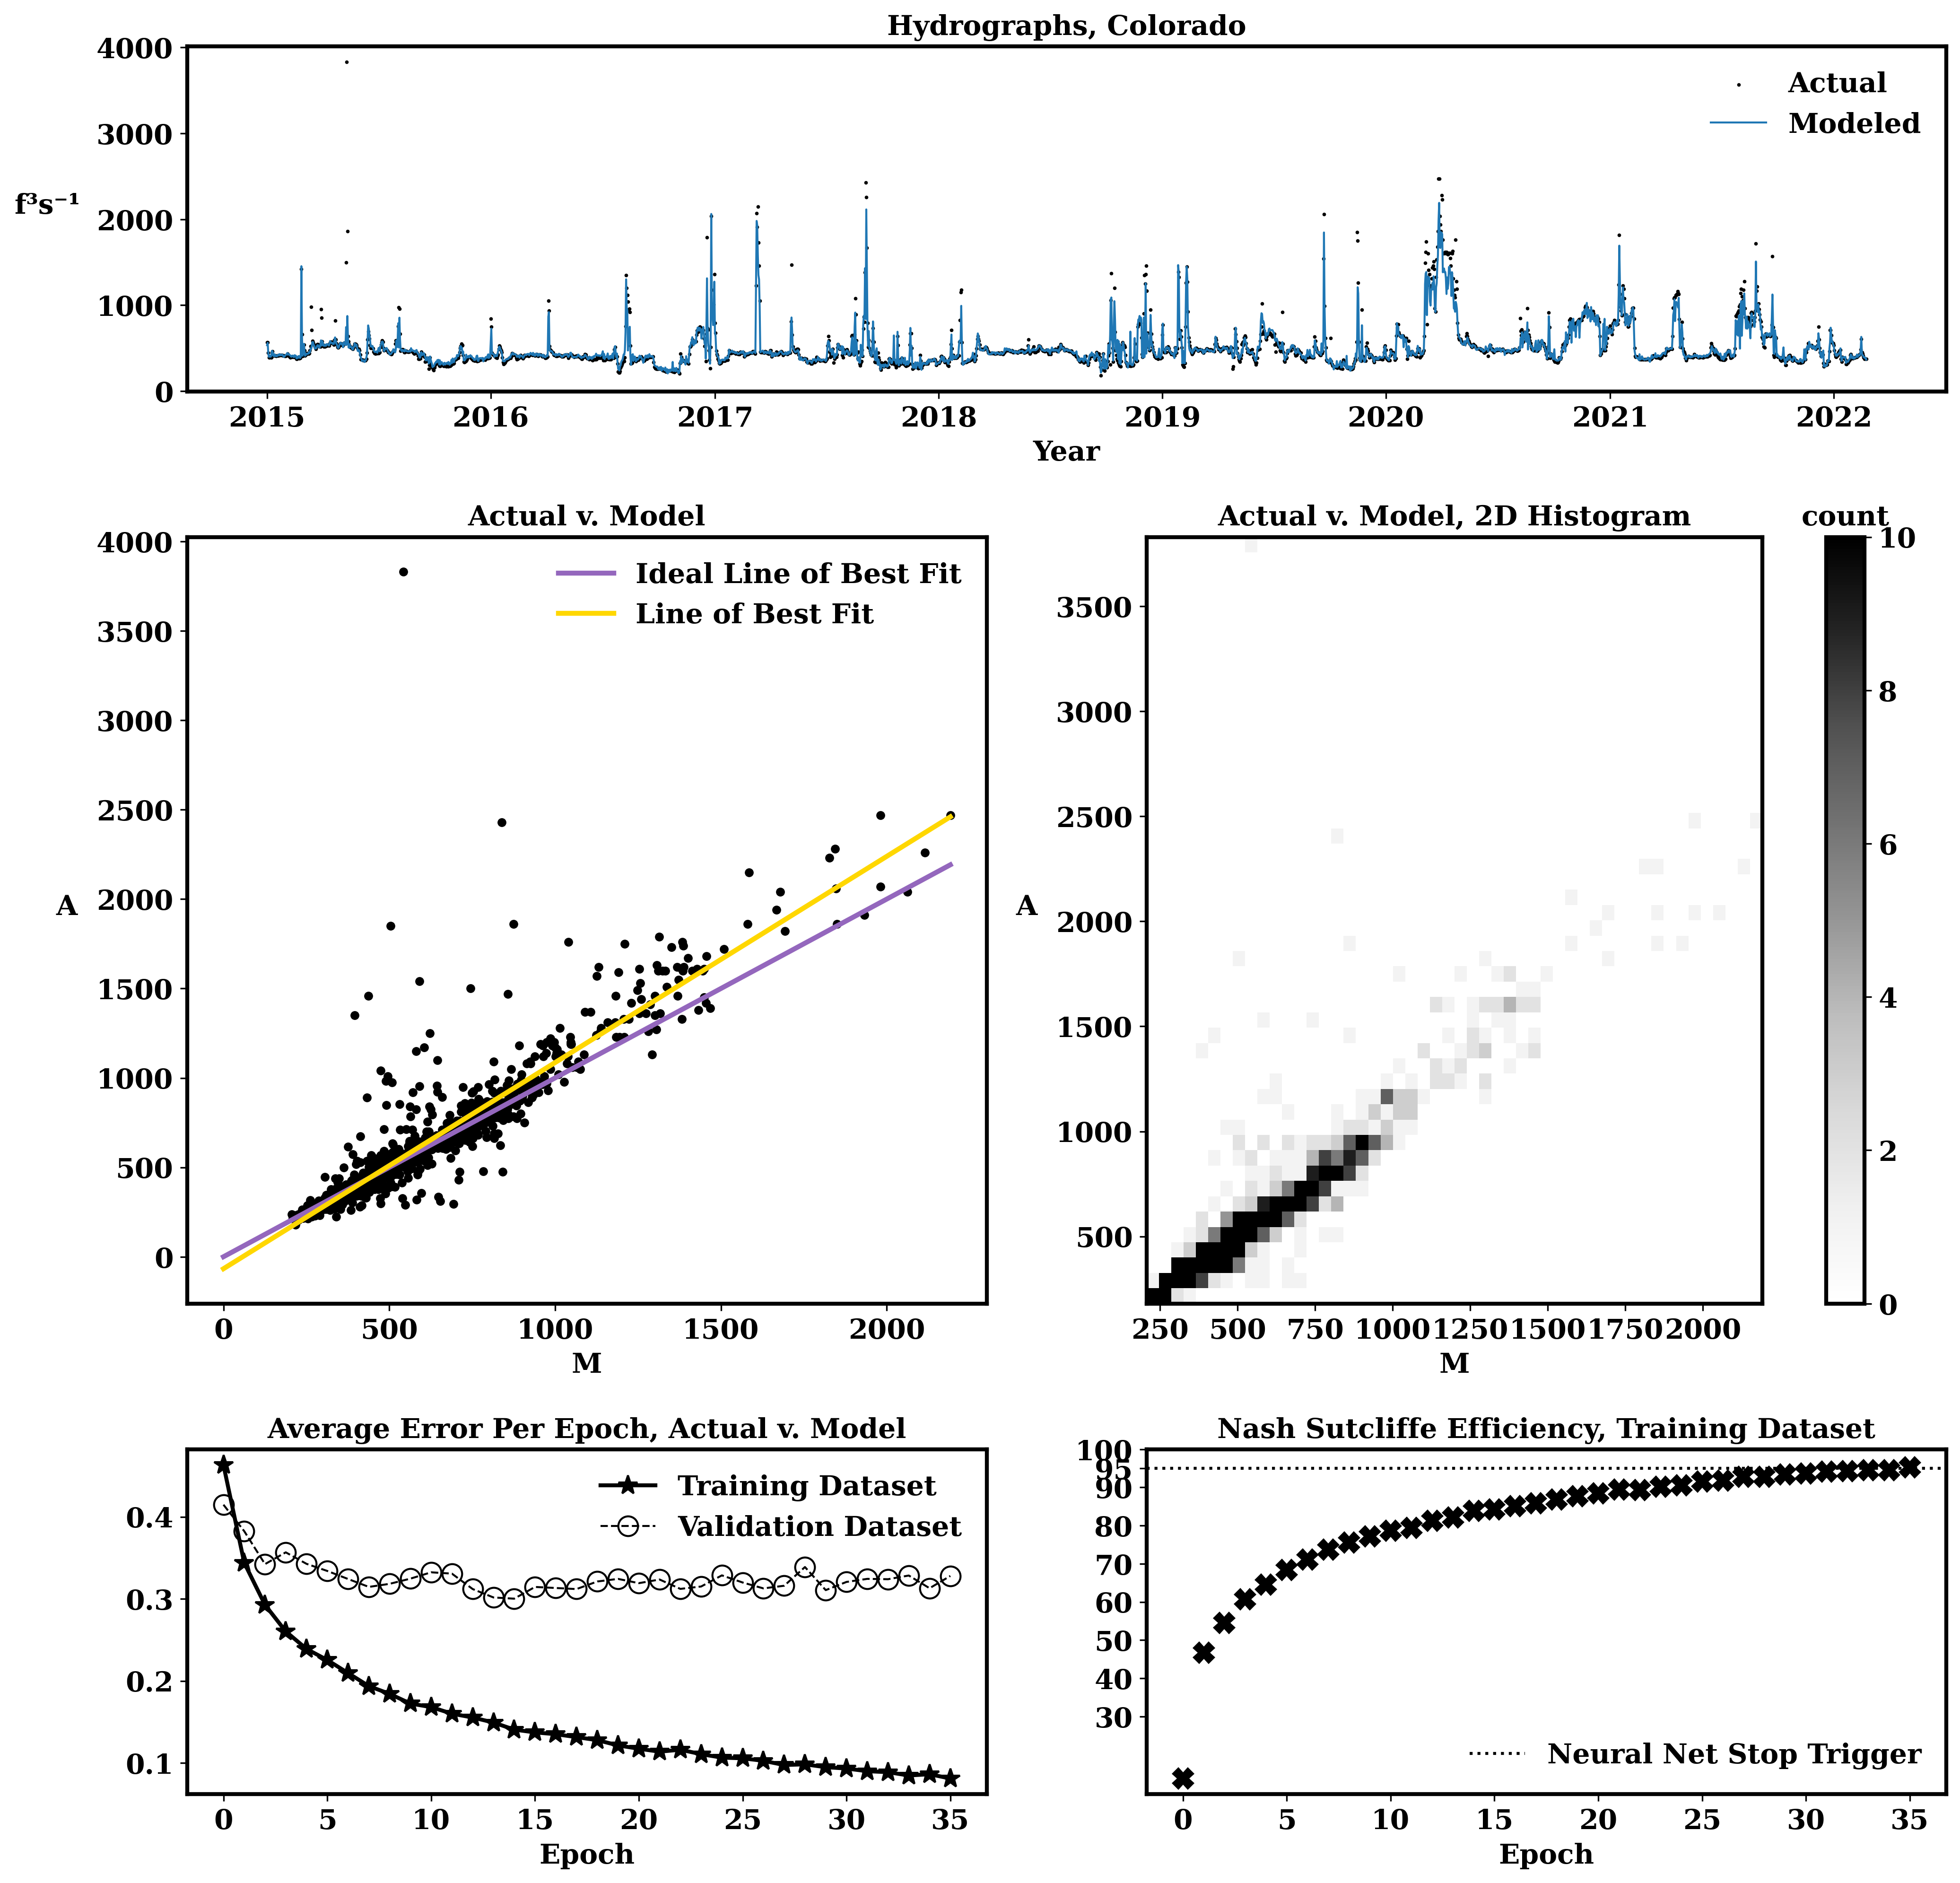 Hydrographs, Colorado
4000
3000
2000
1000
0
f³s⁻¹
Actual
Modeled
2015 2016 2017 2018 2019 2020 2021 2022
Year
Actual v. Model
4000
3500
3000
2500
2000
1500
1000
500
0
A
Ideal Line of Best Fit
Line of Best Fit
0 500 1000 1500 2000
M
Actual v. Model, 2D Histogram
3500
3000
2500
2000
1500
1000
500
A
250 500 750 1000 1250 1500 1750 2000
M
count
10
8
6
4
2
0
Average Error Per Epoch, Actual v. Model
0.4
0.3
0.2
0.1
Training Dataset
Validation Dataset
0 5 10 15 20 25 30 35
Epoch
Nash Sutcliffe Efficiency, Training Dataset
100
95
90
80
70
60
50
40
30
Neural Net Stop Trigger
0 5 10 15 20 25 30 35
Epoch